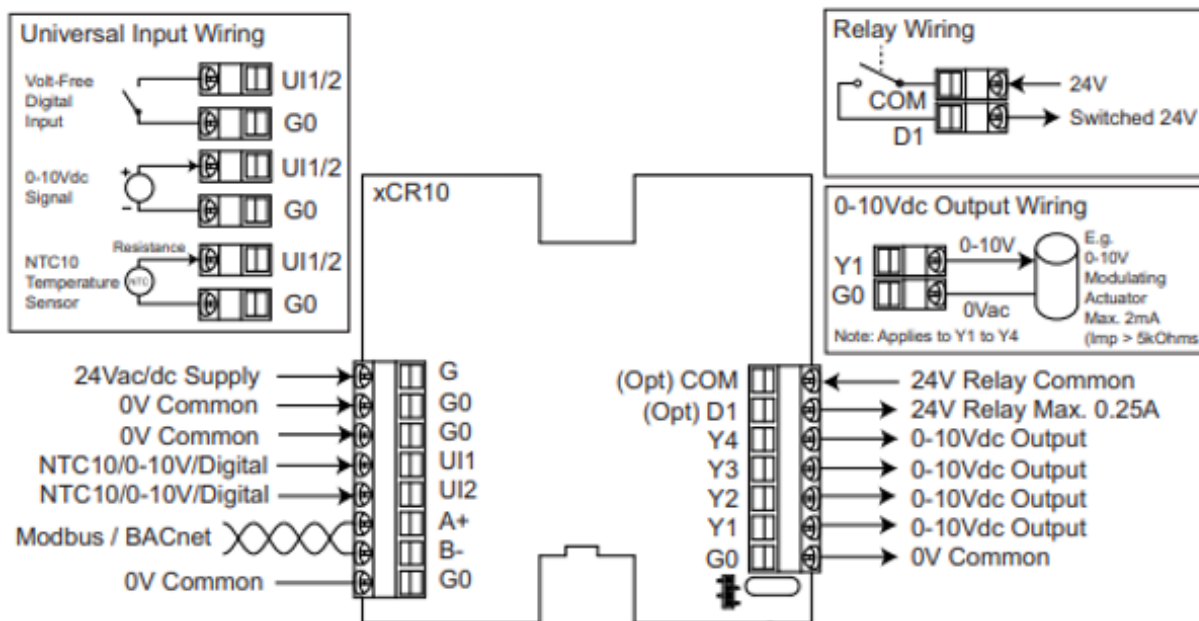 Universal Input Wiring
Volt-Free
Digital
Input
UI1/2
G0
0-10Vdc
Signal
+
-
UI1/2
G0
NTC10
Temperature
Sensor
Resistance
NTC
UI1/2
G0
Relay Wiring
COM
D1
24V
Switched 24V
0-10Vdc Output Wiring
Y1
G0
0-10V
0Vac
E.g.
0-10V
Modulating
Actuator
Max. 2mA
(Imp > 5kOhms
Note: Applies to Y1 to Y4
xCR10
24Vac/dc Supply G
0V Common G0
0V Common G0
NTC10/0-10V/Digital UI1
NTC10/0-10V/Digital UI2
Modbus / BACnet
A+
B-
0V Common G0
(Opt) COM 24V Relay Common
(Opt) D1 24V Relay Max. 0.25A
Y4 0-10Vdc Output
Y3 0-10Vdc Output
Y2 0-10Vdc Output
Y1 0-10Vdc Output
G0 0V Common